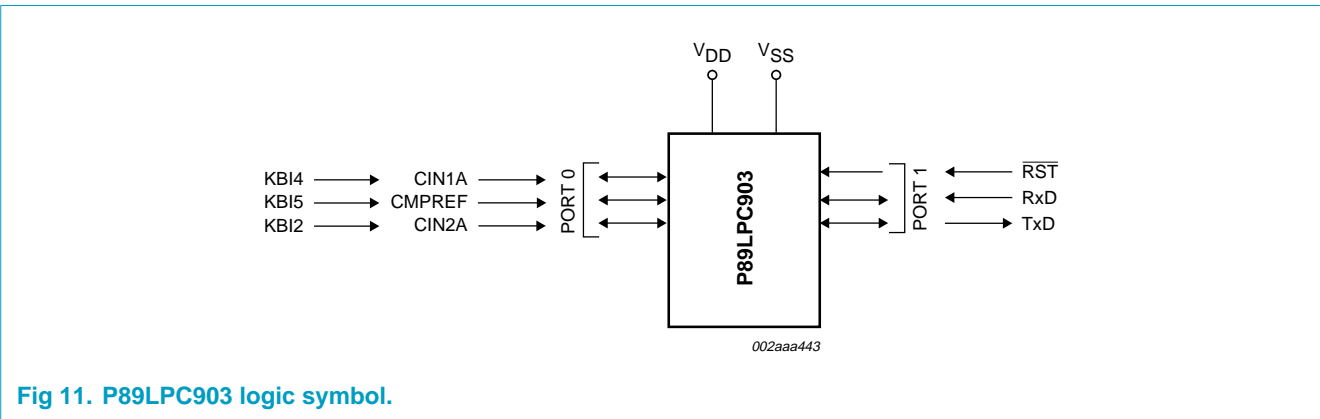 VDD VSS
KBI4 CIN1A RST
KBI5 CMPREF PORT 0 P89LPC903 PORT 1 RxD
KBI2 CIN2A TxD
002aaa443
Fig 11. P89LPC903 logic symbol.